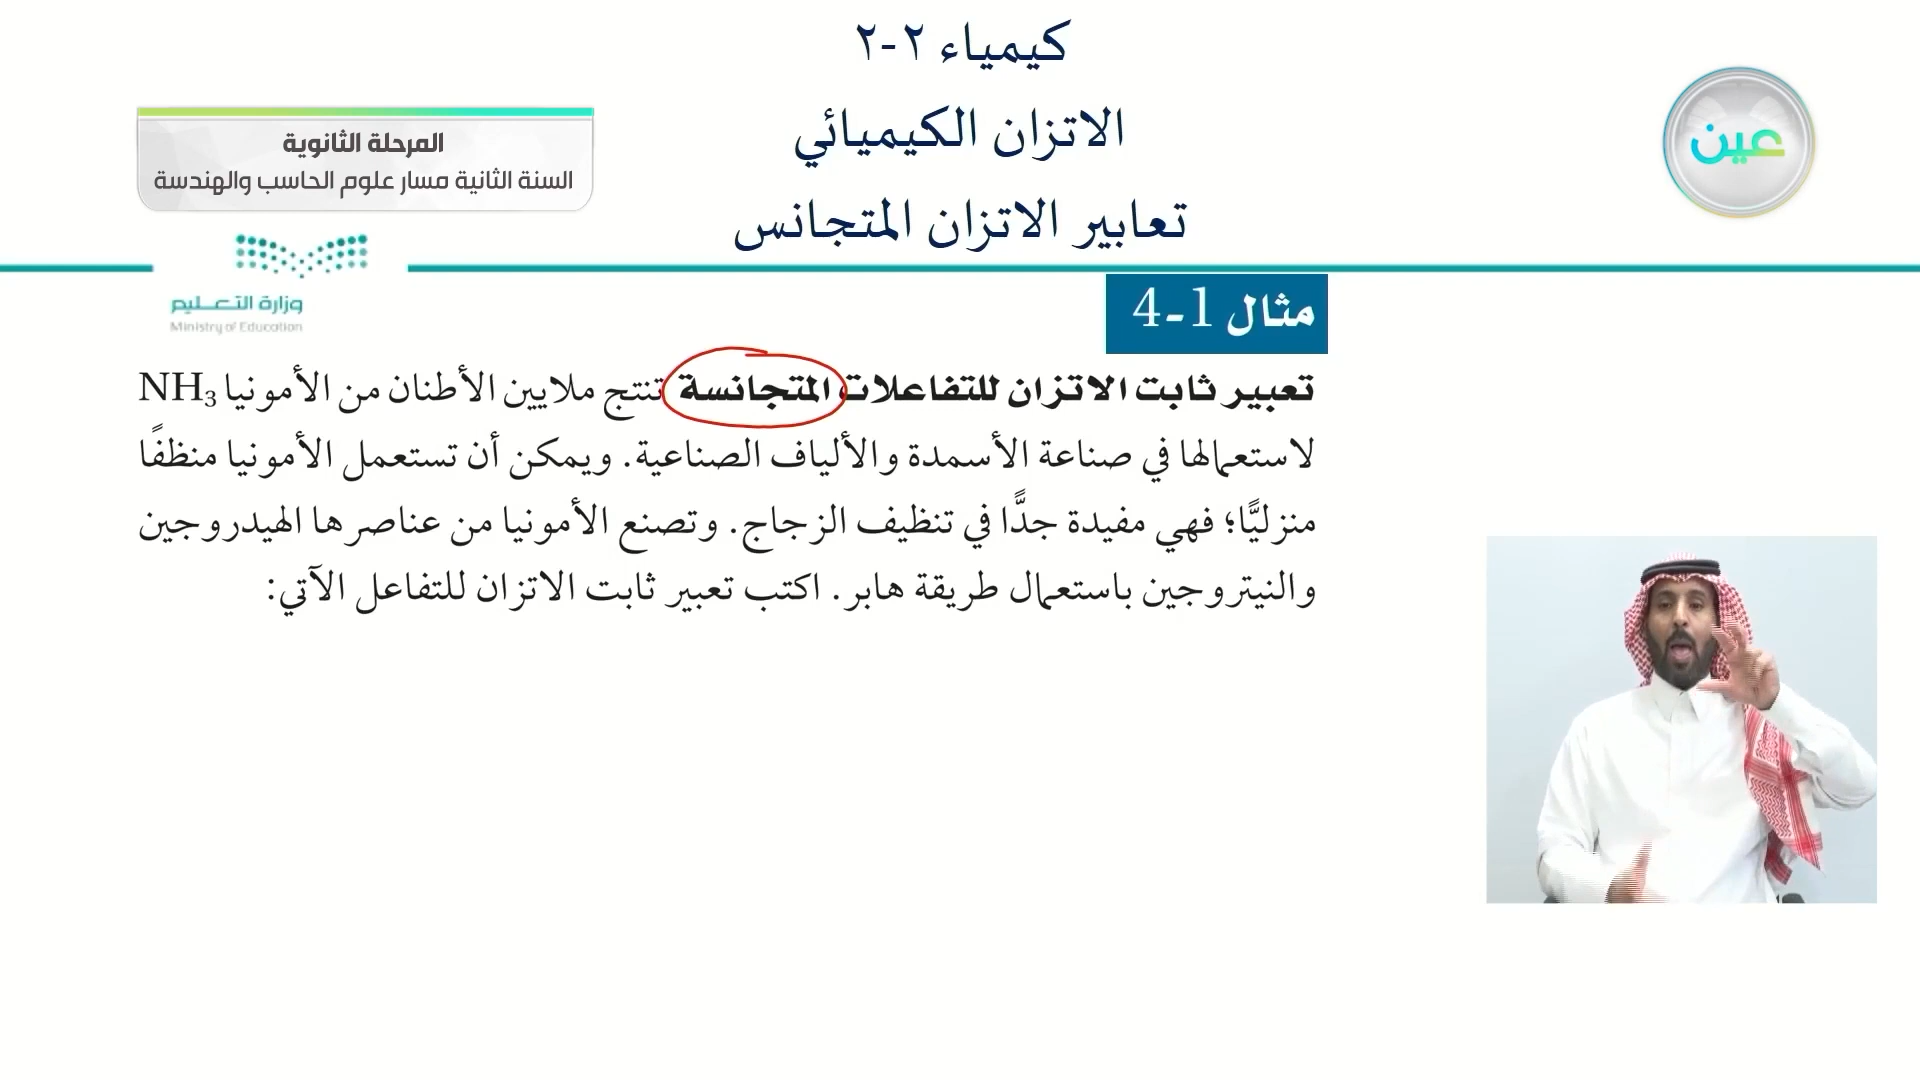 كيمياء ٢-٢
الاتزان الكيميائي
تعابير الاتزان المتجانس
عين
المرحلة الثانوية
السنة الثانية مسار علوم الحاسب والهندسة
وزارة التعليم
Ministry of Education
مثال 1-4
تعبير ثابت الاتزان للتفاعلات المتجانسة تنتج ملايين الأطنان من الأمونيا NH₃
لاستعمالها في صناعة الأسمدة والألياف الصناعية. ويمكن أن تستعمل الأمونيا منظفًا
منزليًّا؛ فهي مفيدة جدًّا في تنظيف الزجاج. وتصنع الأمونيا من عناصرها الهيدروجين
والنيتروجين باستعمال طريقة هابر. اكتب تعبير ثابت الاتزان للتفاعل الآتي: